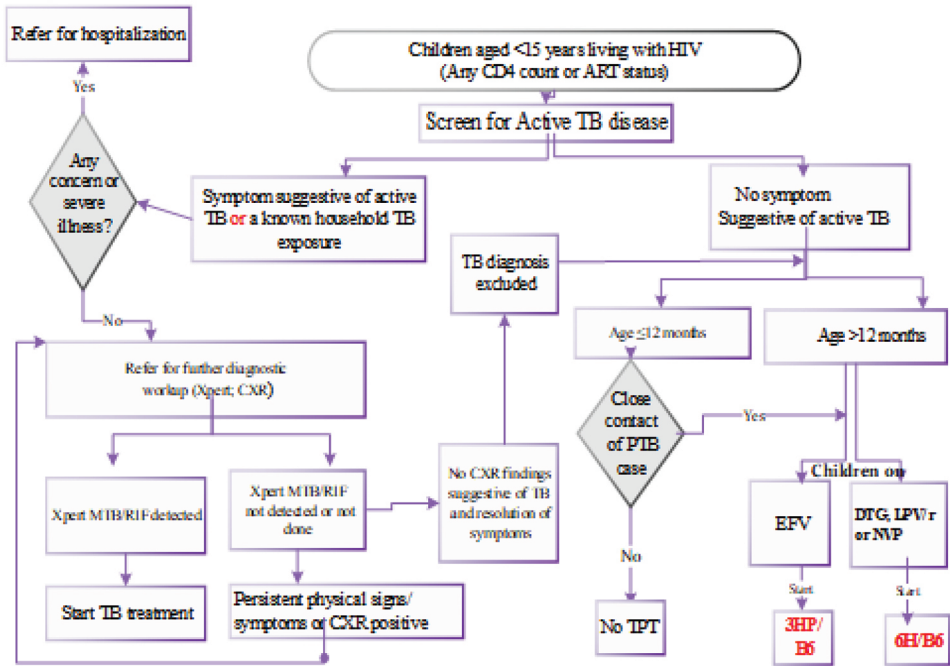 Refer for hospitalization
Children aged <15 years living with HIV
(Any CD4 count or ART status)
Yes
Screen for Active TB disease
Any
concern or
severe
illness?
Symptom suggestive of active
TB or a known household TB
exposure
No symptom
Suggestive of active TB
TB diagnosis
excluded
No
Age ≤12 months
Age >12 months
Refer for further diagnostic
workup (Xpert; CXR)
Close
contact
of PTB
case
Yes
Children on
Xpert MTB/RIF detected
Xpert MTB/RIF
not detected or not
done
No CXR findings
suggestive of TB
and resolution of
symptoms
EFV
DTG, LPV/r
or NVP
No
Start
Start
Start TB treatment
Persistent physical signs/
symptoms or CXR positive
No TPT
3HP/
B6
6H/B6